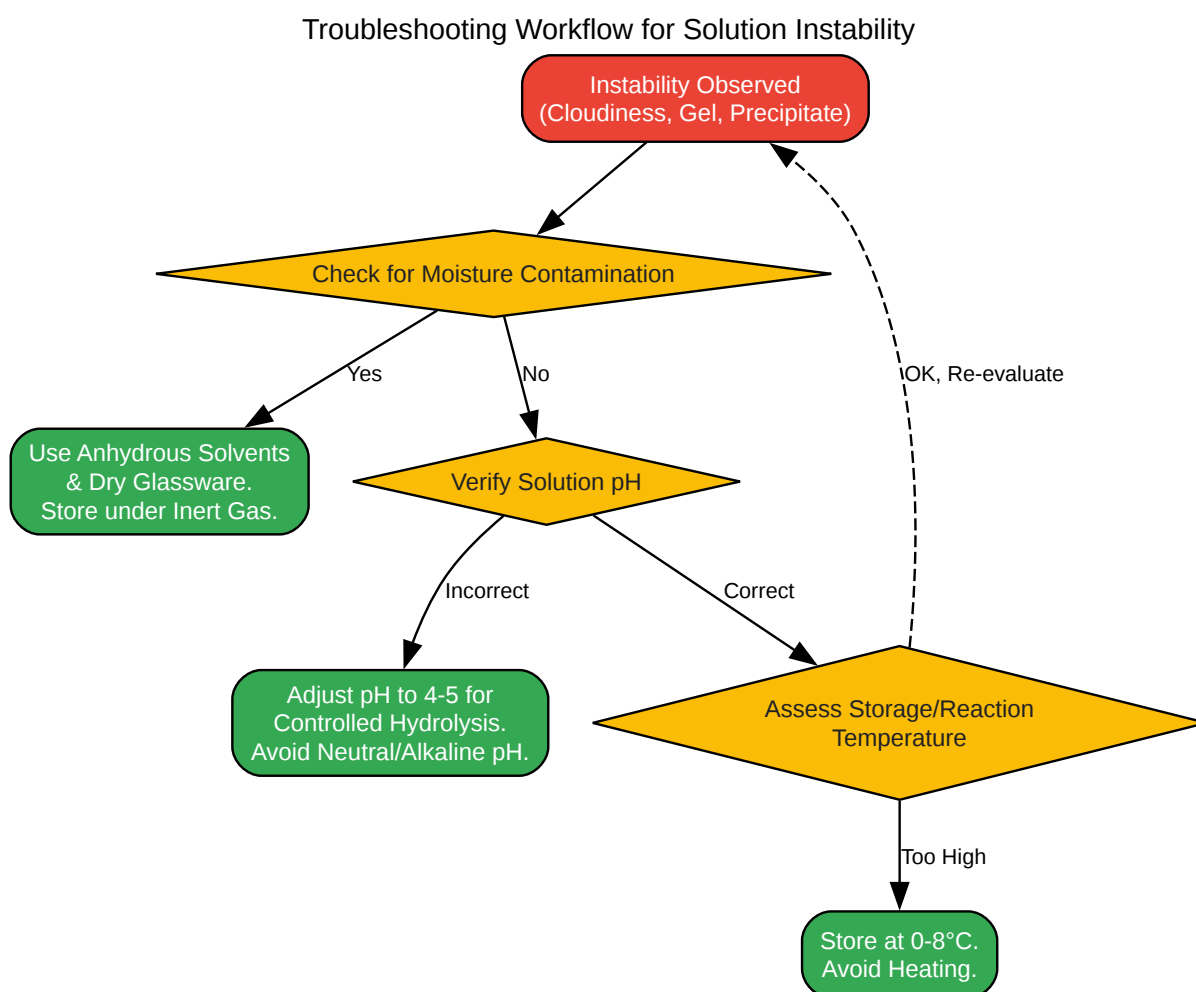 Troubleshooting Workflow for Solution Instability
Instability Observed
(Cloudiness, Gel, Precipitate)
Check for Moisture Contamination
Yes
No
OK, Re-evaluate
Use Anhydrous Solvents
& Dry Glassware.
Store under Inert Gas.
Verify Solution pH
Incorrect
Correct
Adjust pH to 4-5 for
Controlled Hydrolysis.
Avoid Neutral/Alkaline pH.
Assess Storage/Reaction
Temperature
Too High
Store at 0-8°C.
Avoid Heating.